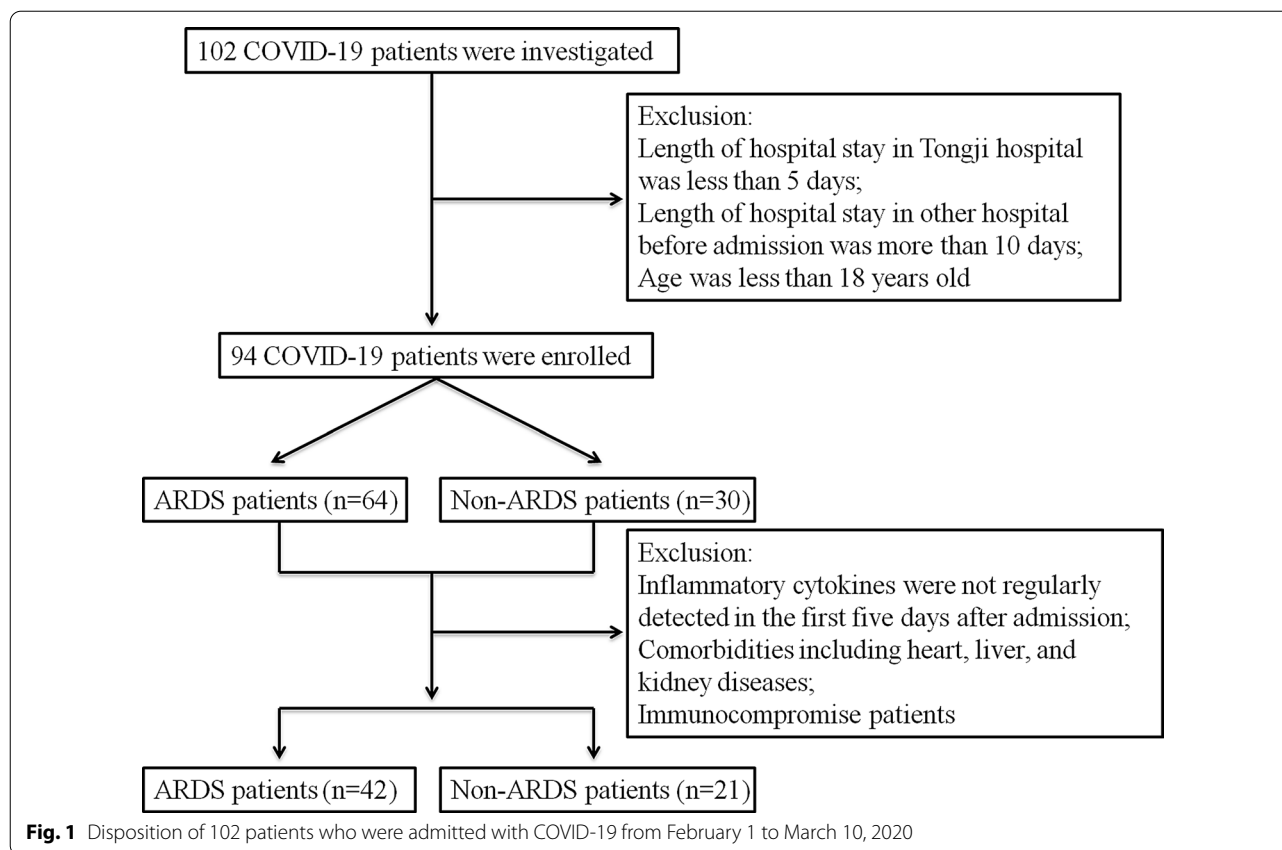 102 COVID-19 patients were investigated
Exclusion:
Length of hospital stay in Tongji hospital
was less than 5 days;
Length of hospital stay in other hospital
before admission was more than 10 days;
Age was less than 18 years old
94 COVID-19 patients were enrolled
ARDS patients (n=64)
Non-ARDS patients (n=30)
Exclusion:
Inflammatory cytokines were not regularly
detected in the first five days after admission;
Comorbidities including heart, liver, and
kidney diseases;
Immunocompromise patients
ARDS patients (n=42)
Non-ARDS patients (n=21)
Fig. 1 Disposition of 102 patients who were admitted with COVID-19 from February 1 to March 10, 2020